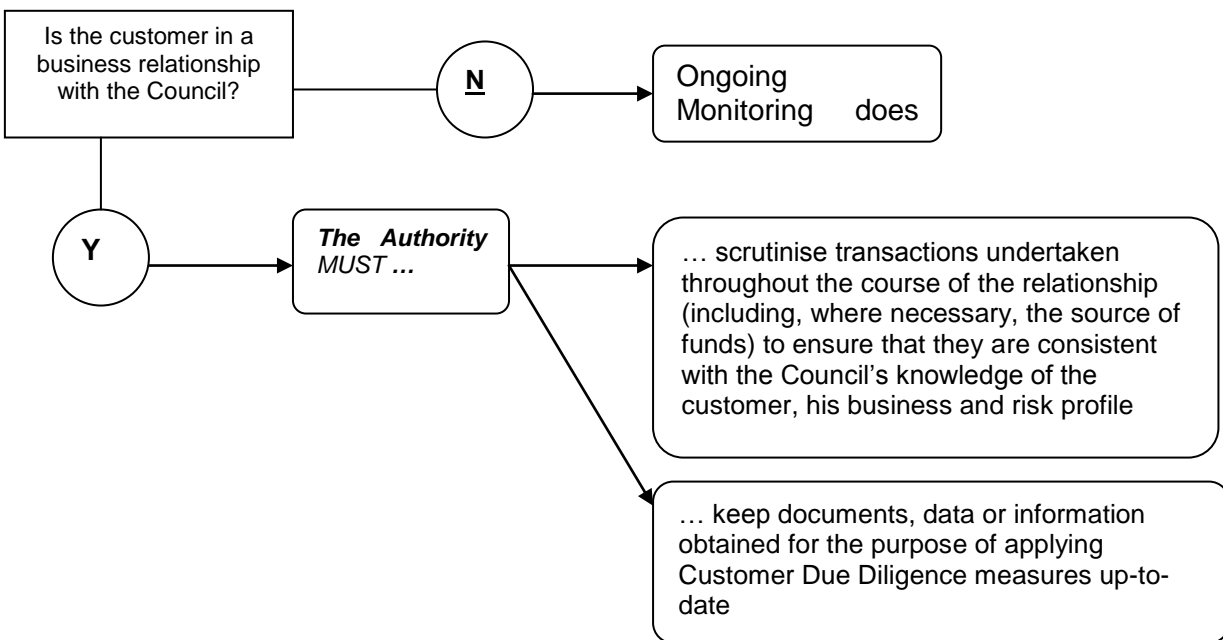 Is the customer in a
business relationship
with the Council?
N
Ongoing
Monitoring does
Y
The Authority
MUST …
… scrutinise transactions undertaken
throughout the course of the relationship
(including, where necessary, the source of
funds) to ensure that they are consistent
with the Council’s knowledge of the
customer, his business and risk profile
… keep documents, data or information
obtained for the purpose of applying
Customer Due Diligence measures up-to-
date